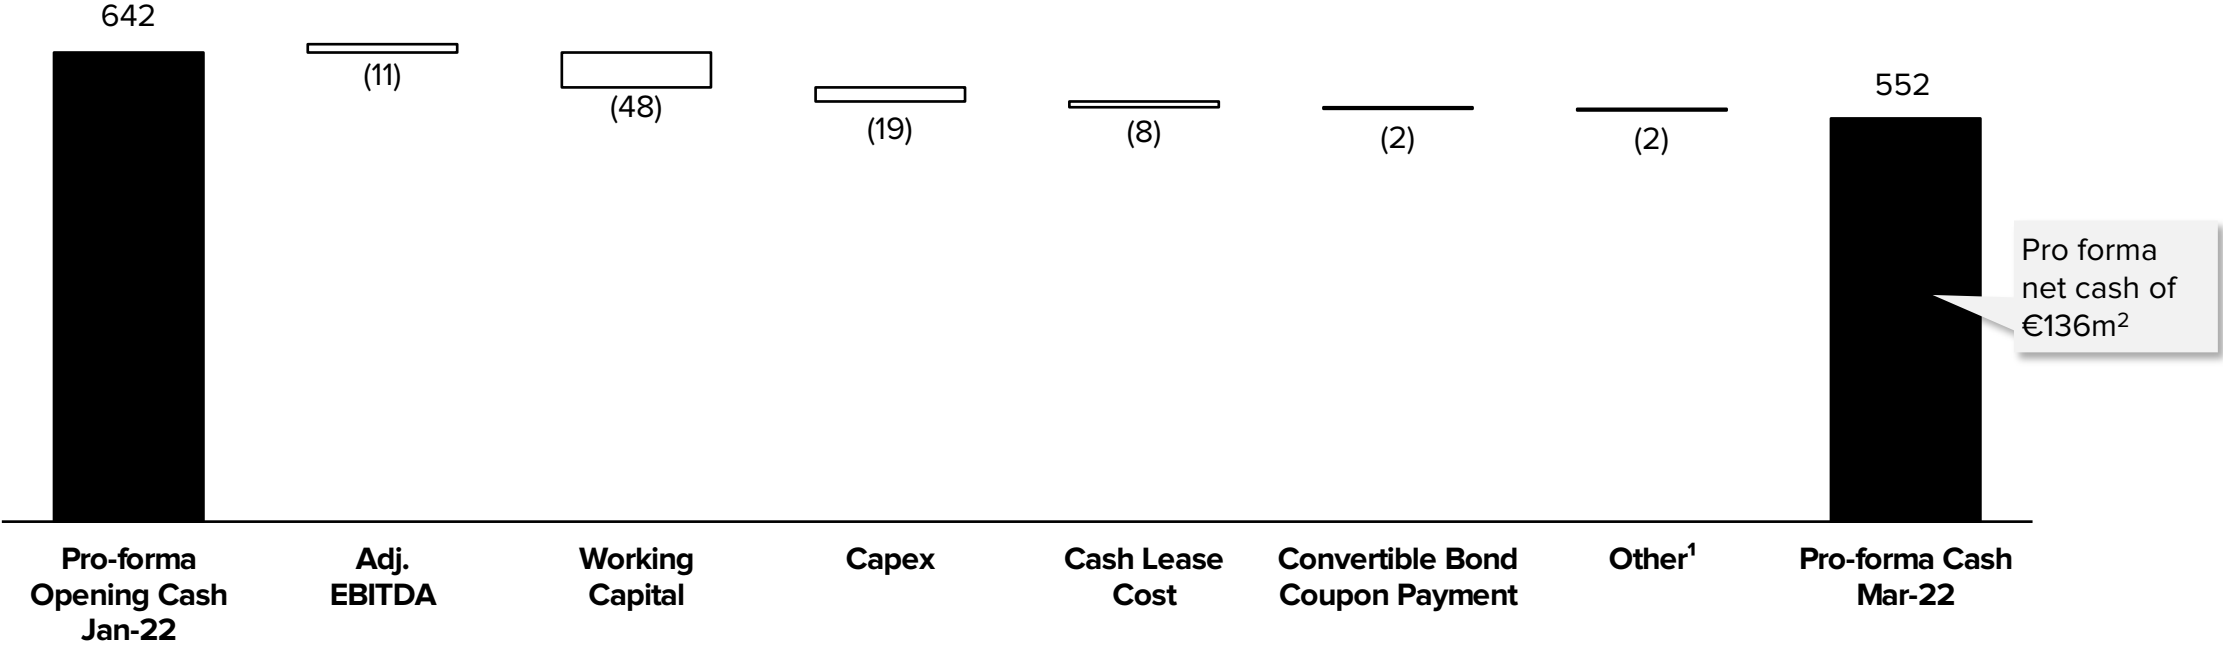 642
(11)
(48)
(19)
(8)
(2)
(2)
552
Pro forma
net cash of
€136m²
Pro-forma
Opening Cash
Jan-22
Adj.
EBITDA
Working
Capital
Capex
Cash Lease
Cost
Convertible Bond
Coupon Payment
Other¹
Pro-forma Cash
Mar-22